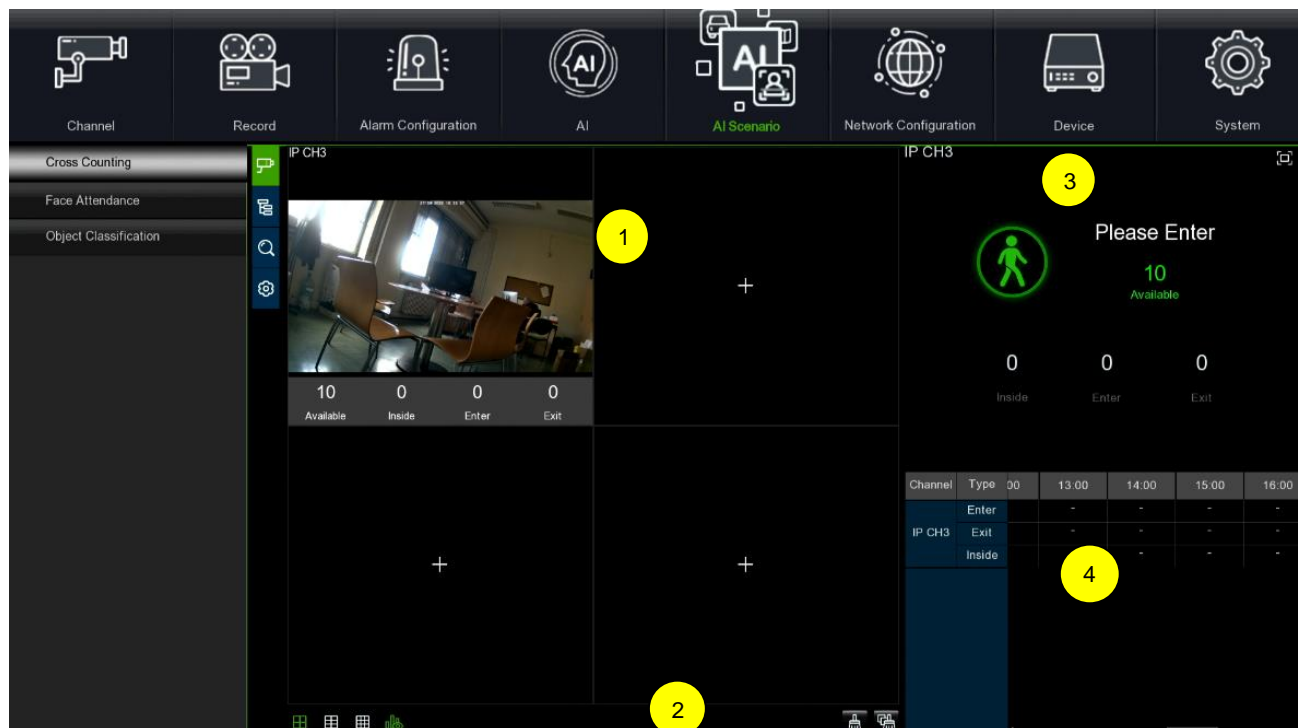 AI
AI
Channel
Record
Alarm Configuration
AI
AI Scenario
Network Configuration
Device
System
Cross Counting
Face Attendance
Object Classification
IP CH3
1
10
0
0
0
Available
Inside
Enter
Exit
IP CH3
3
Please Enter
10
Available
0
0
0
Inside
Enter
Exit
Channel
Type
00
13:00
14:00
15:00
16:00
IP CH3
Enter
-
-
-
-
Exit
-
-
-
-
Inside
-
-
-
4
2